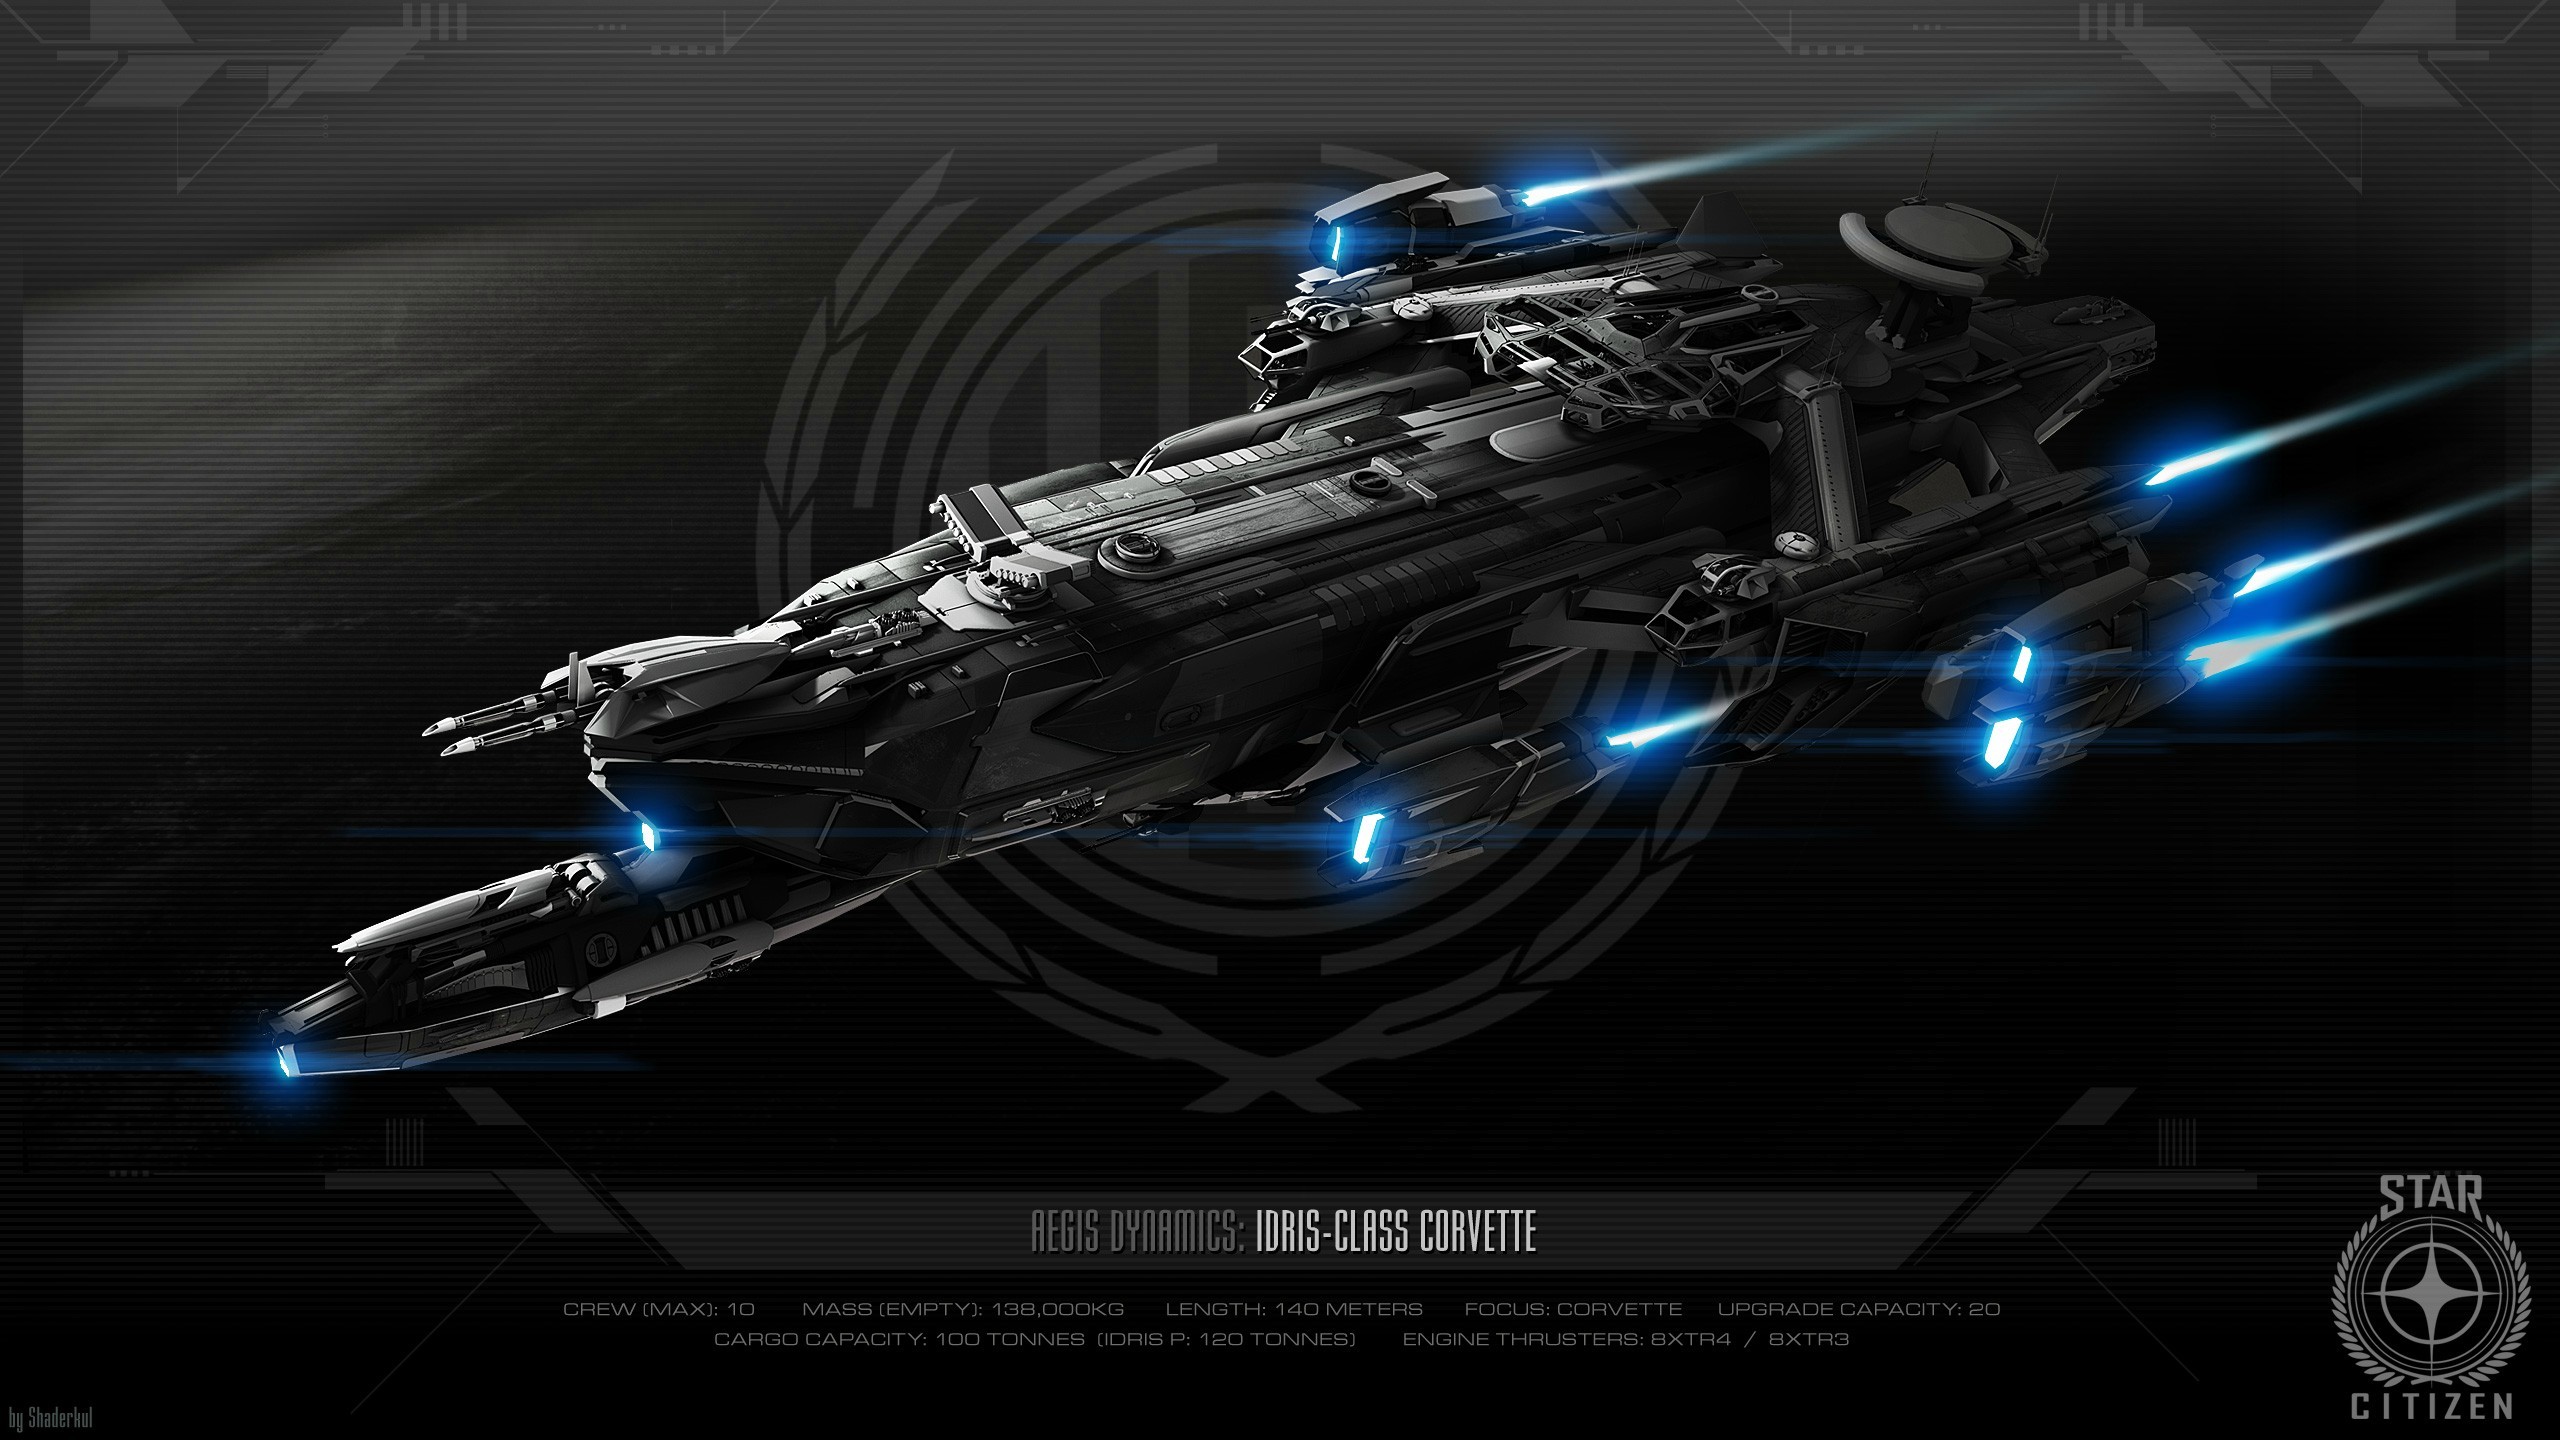 AEGIS DYNAMICS: IDRIS-CLASS CORVETTE
CREW (MAX): 10 MASS (EMPTY): 138,000KG LENGTH: 140 METERS FOCUS: CORVETTE UPGRADE CAPACITY: 20
CARGO CAPACITY: 100 TONNES (IDRIS P: 120 TONNES) ENGINE THRUSTERS: 8XTR4 / 8XTR3
STAR
CITIZEN
by Shaderkul